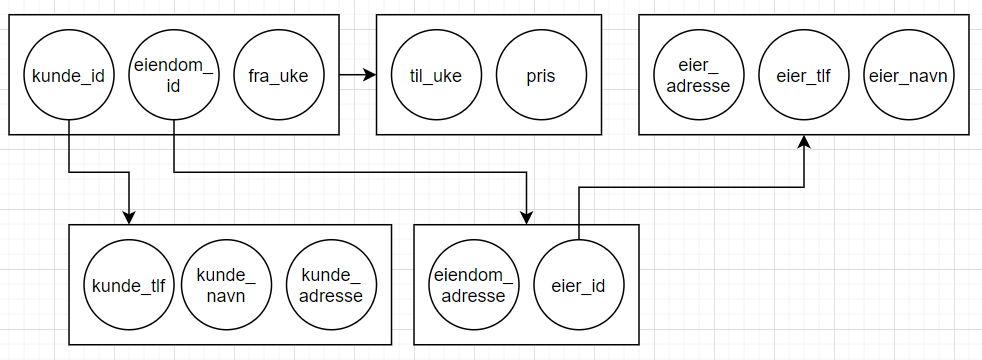 kunde_id
eiendom_
id
fra_uke
til_uke
pris
eier_
adresse
eier_tlf
eier_navn
kunde_tlf
kunde_
navn
kunde_
adresse
eiendom_
adresse
eier_id